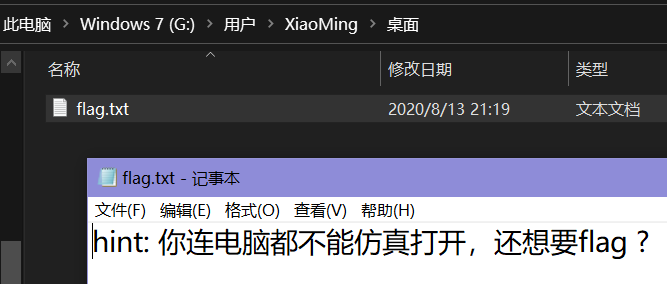 此电脑 › Windows 7 (G:) › 用户 › XiaoMing › 桌面
名称 修改日期 类型
flag.txt 2020/8/13 21:19 文本文档
flag.txt - 记事本
文件(F) 编辑(E) 格式(O) 查看(V) 帮助(H)
hint: 你连电脑都不能仿真打开，还想要flag ?